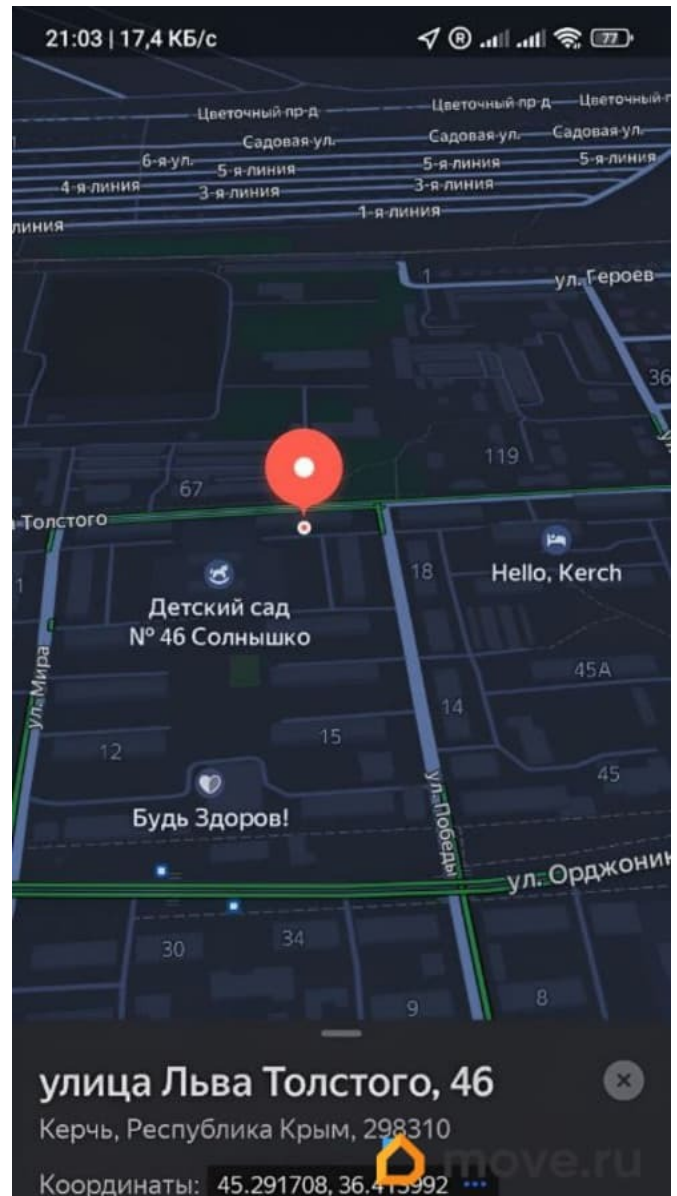 21:03 | 17,4 КБ/с
R
77
Цветочный пр-д
Цветочный пр-д
Цветочный
Садовая ул.
Садовая ул.
Садовая ул.
6-я ул.
5-я линия
5-я линия
5-я линия
4-я линия
3-я линия
3-я линия
1-я линия
линия
1
ул. Героев
36
119
67
Толстого
1
18
Hello, Kerch
Детский сад
№ 46 Солнышко
ул. Мира
45А
14
15
12
45
Будь Здоров!
ул. Победы
ул. Орджоник
30
34
9
8
улица Льва Толстого, 46
Керчь, Республика Крым, 298310
move.ru
Координаты: 45.291708, 36.413992